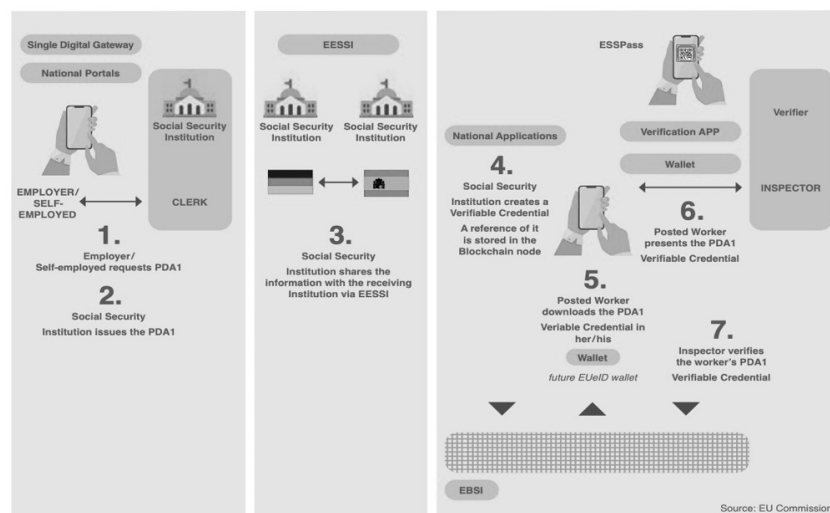 Single Digital Gateway
National Portals
Social Security
Institution
EMPLOYER/
SELF-
EMPLOYED
CLERK
1.
Employer/
Self-employed requests PDA1
2.
Social Security
Institution issues the PDA1
EESSI
Social Security
Institution
Social Security
Institution
3.
Social Security
Institution shares the
information with the receiving
Institution via EESSI
ESSPass
National Applications
Verification APP
Wallet
Verifier
INSPECTOR
4.
Social Security
Institution creates a
Verifiable Credential
A reference of it
is stored in the
Blockchain node
5.
Posted Worker
downloads the PDA1
Veriable Credential in
her/his
Wallet
future EUeID wallet
6.
Posted Worker
presents the PDA1
Verifiable Credential
7.
Inspector verifies
the worker's PDA1
Verifiable Credential
EBSI
Source: EU Commission